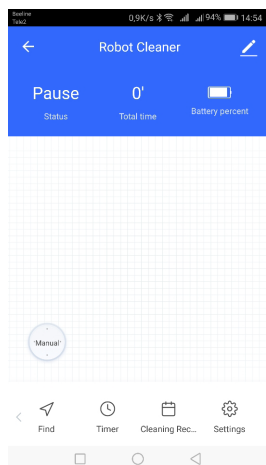 Beeline
Tele2
0,9K/s 94% 14:54
Robot Cleaner
Pause
0'
Status
Total time
Battery percent
Manual
Find
Timer
Cleaning Rec...
Settings